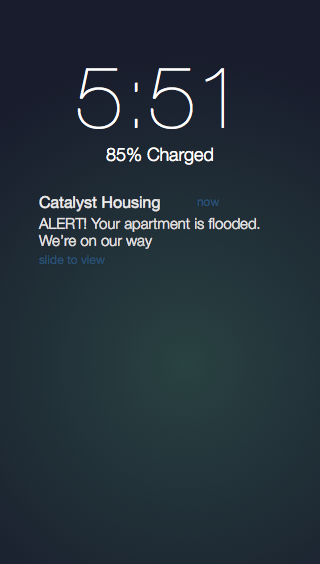 5:51
85% Charged
Catalyst Housing now
ALERT! Your apartment is flooded.
We're on our way
slide to view